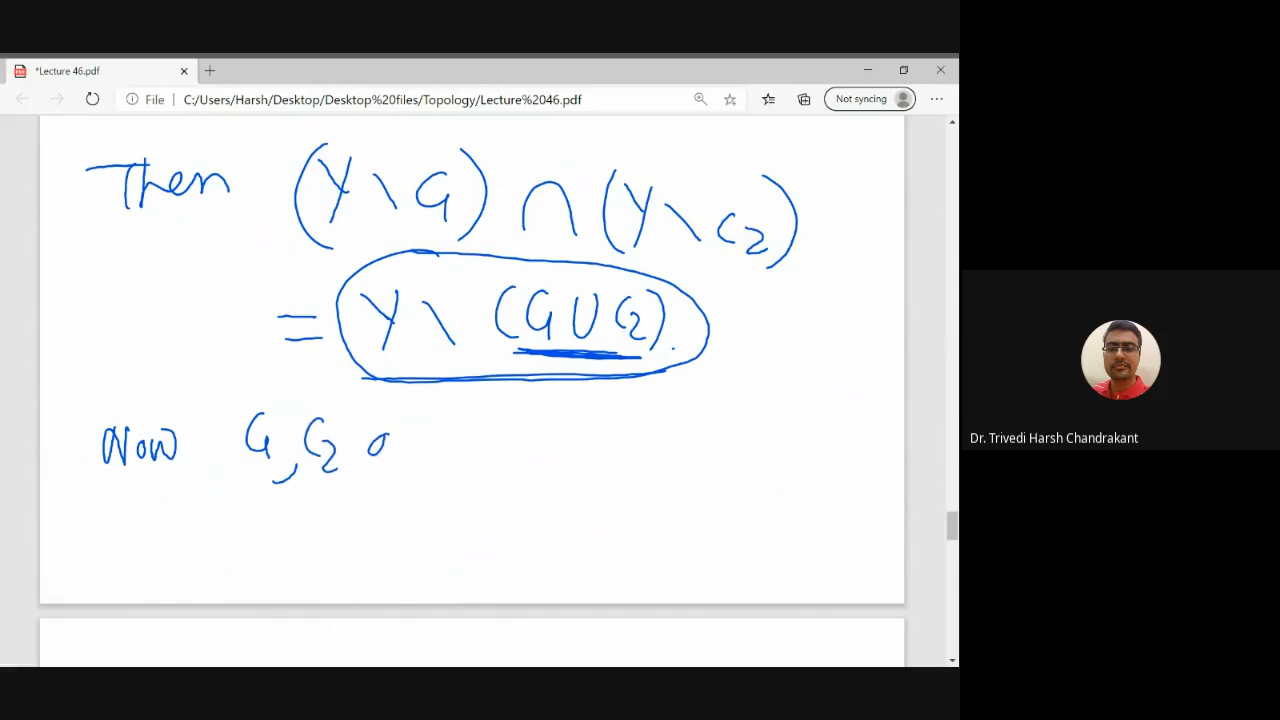 *Lecture 46.pdf
File | C:/Users/Harsh/Desktop/Desktop%20files/Topology/Lecture%2046.pdf
Not syncing
Then (Y \ C₁) ∩ (Y \ C₂)
= Y \ (C₁ ∪ C₂).
Now C₁, C₂ a
Dr. Trivedi Harsh Chandrakant